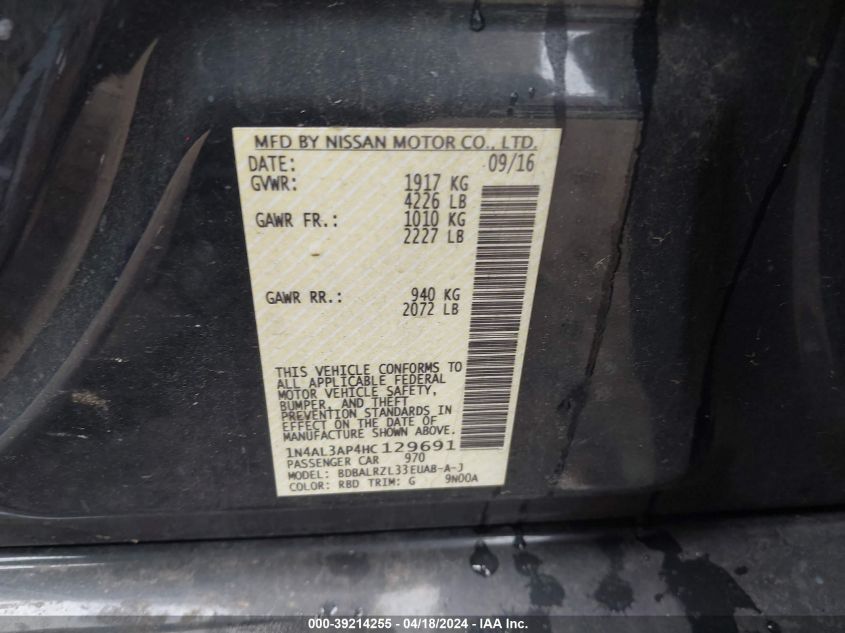 MFD BY NISSAN MOTOR CO., LTD.
DATE: 09/16
GVWR: 1917 KG
4226 LB
GAWR FR.: 1010 KG
2227 LB
GAWR RR.: 940 KG
2072 LB
THIS VEHICLE CONFORMS TO
ALL APPLICABLE FEDERAL
MOTOR VEHICLE SAFETY,
BUMPER, AND THEFT
PREVENTION STANDARDS IN
EFFECT ON THE DATE OF
MANUFACTURE SHOWN ABOVE.
1N4AL3AP4HC129691
PASSENGER CAR 970
MODEL: BDBALRZL33EUAB-A-J
COLOR: RBD TRIM: G 9N00A
000-39214255 - 04/18/2024 - IAA Inc.